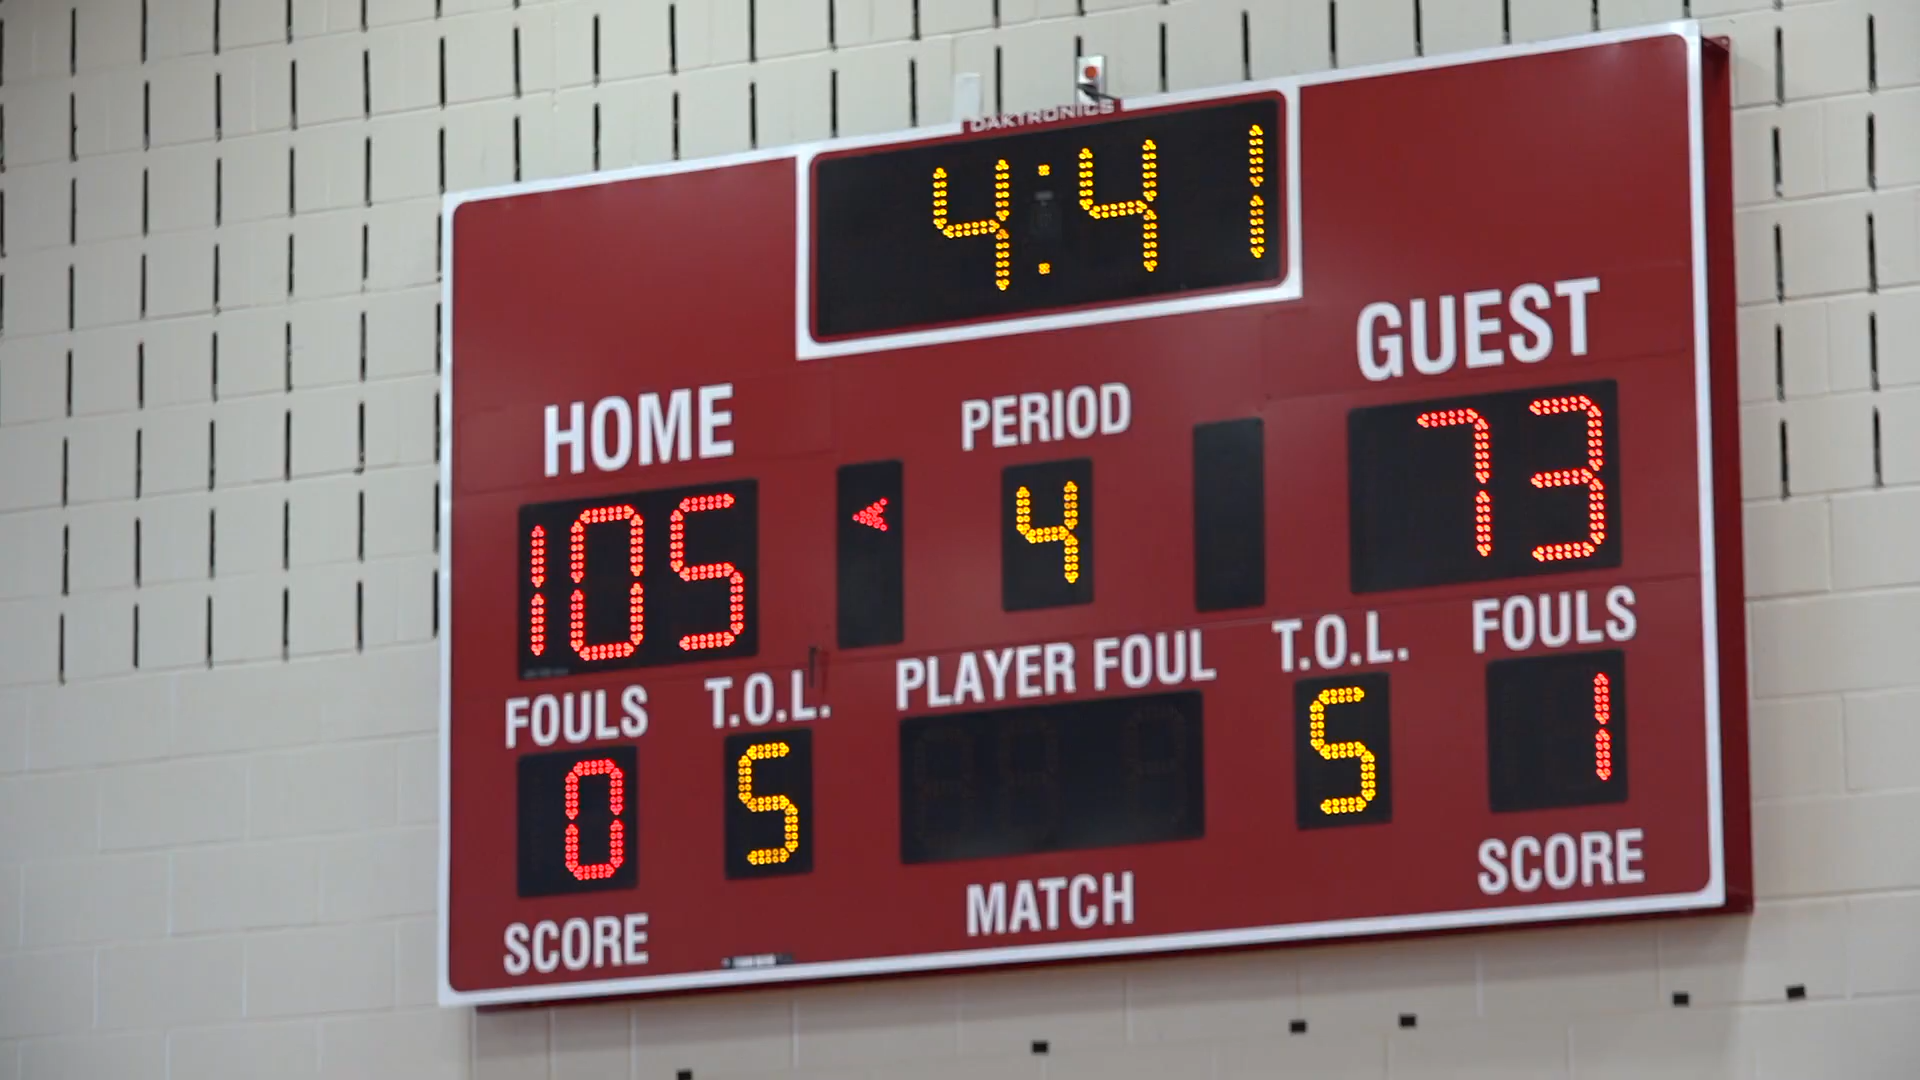 DAKTRONICS
4:41
HOME PERIOD GUEST
105 4 73
FOULS T.O.L. PLAYER FOUL T.O.L. FOULS
0 5 5 1
SCORE MATCH SCORE